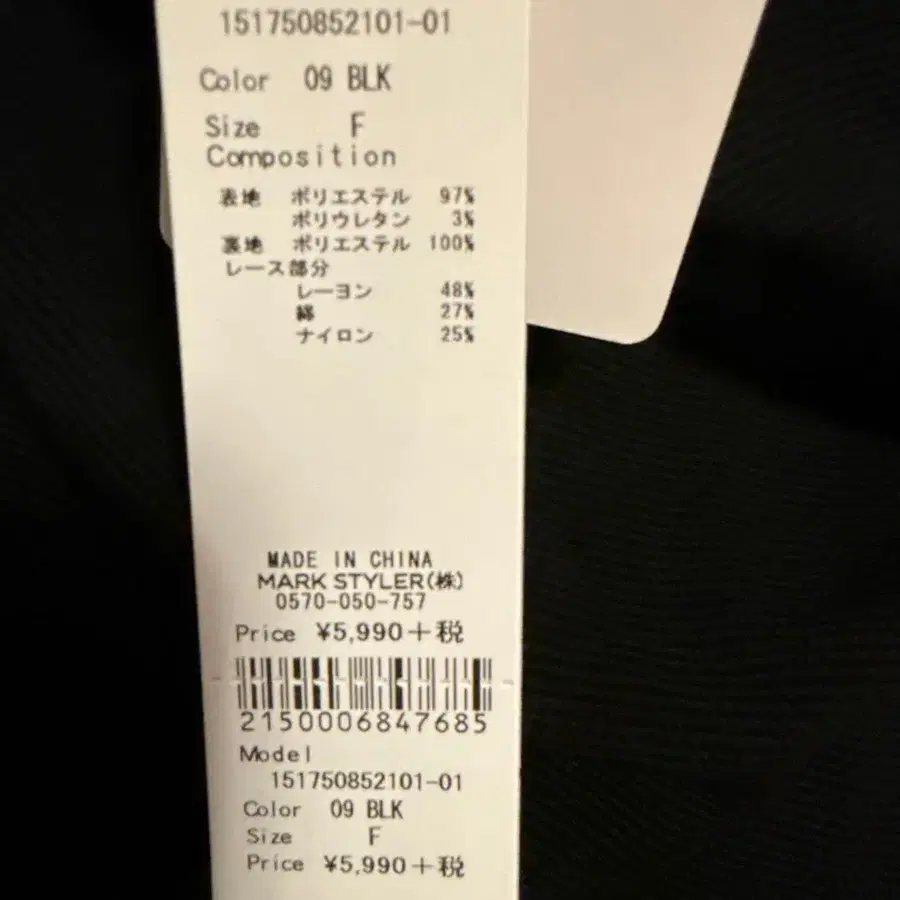 151750852101-01
Color 09 BLK
Size F
Composition
表地 ポリエステル 97%
ポリウレタン 3%
裏地 ポリエステル 100%
レース部分
レーヨン 48%
綿 27%
ナイロン 25%
MADE IN CHINA
MARK STYLER(株)
0570-050-757
Price ¥5,990+税
2150006847685
Model
151750852101-01
Color 09 BLK
Size F
Price ¥5,990+税